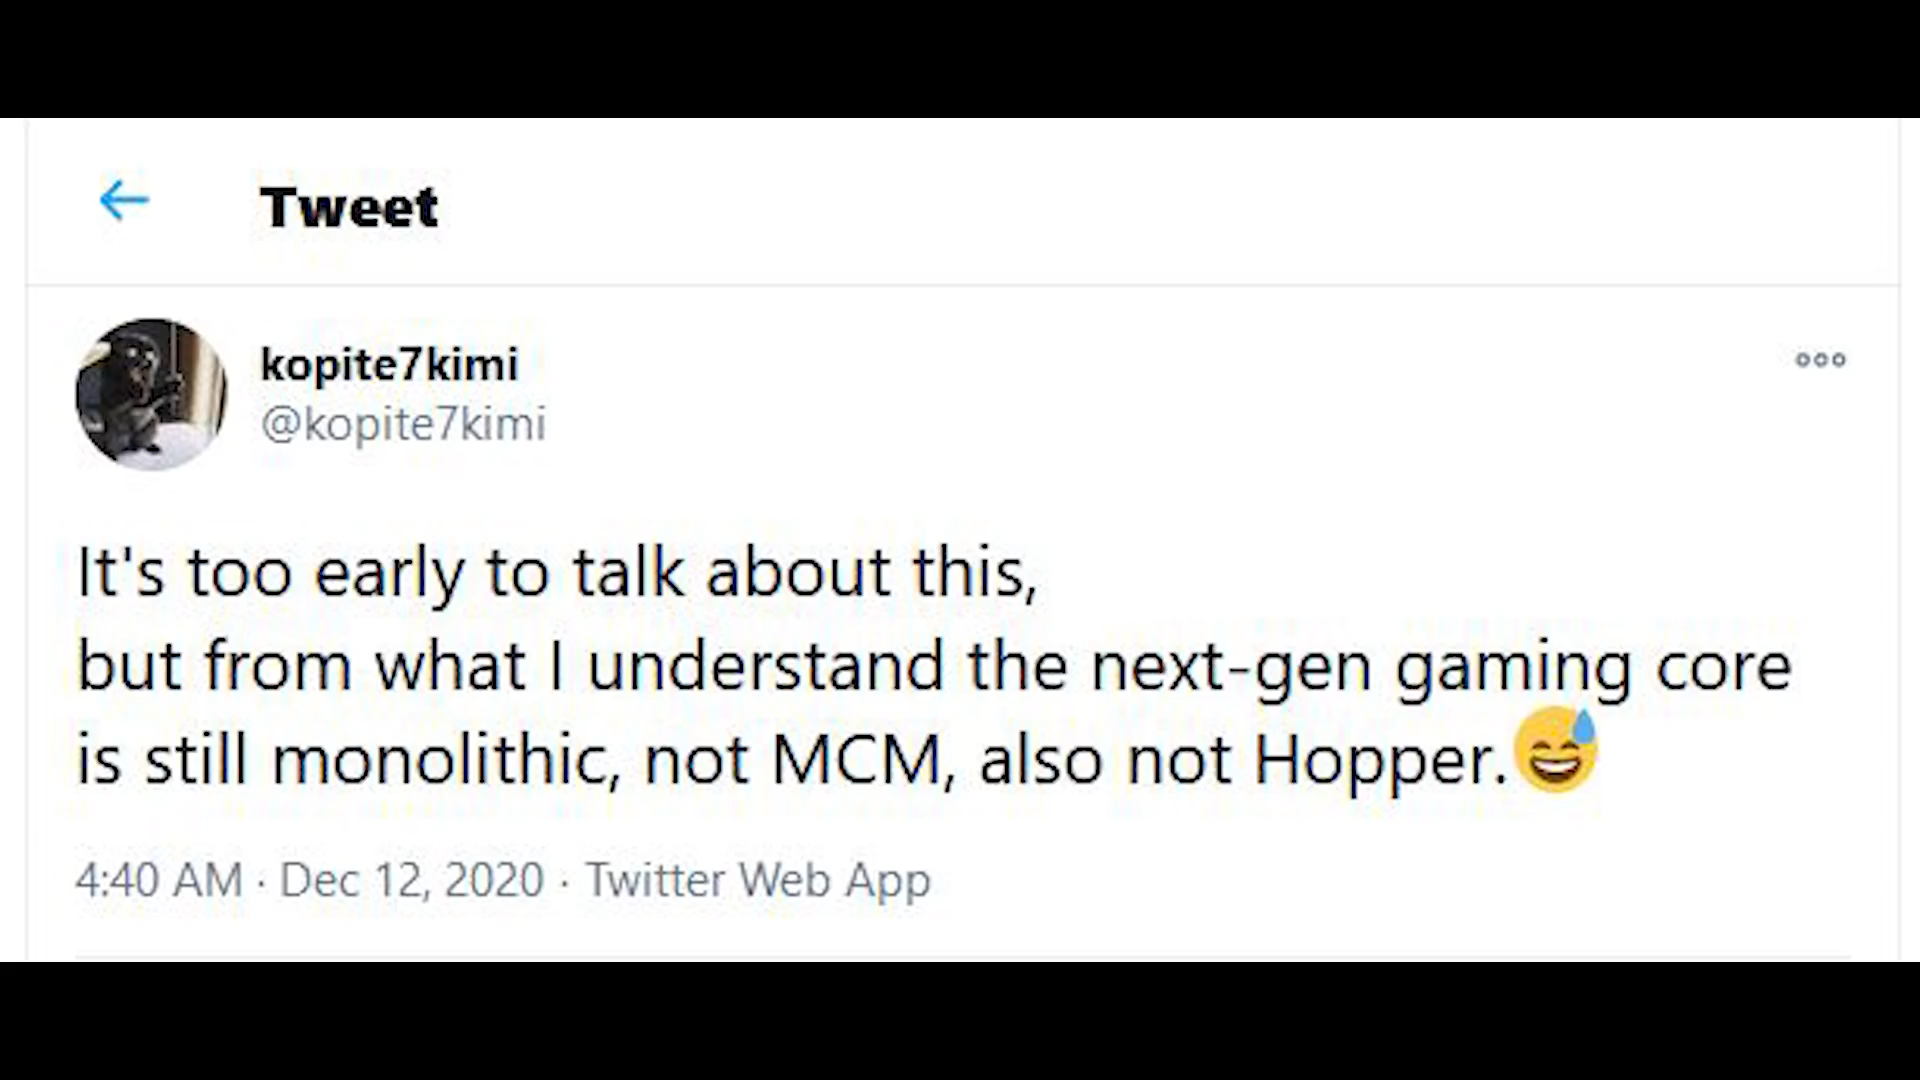 Tweet
kopite7kimi
@kopite7kimi
It's too early to talk about this,
but from what I understand the next-gen gaming core
is still monolithic, not MCM, also not Hopper.😅
4:40 AM · Dec 12, 2020 · Twitter Web App